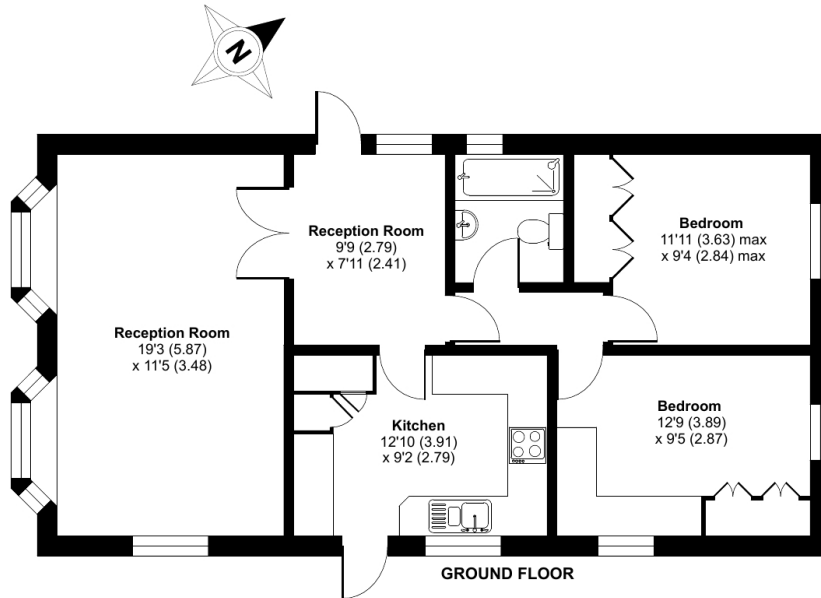 N
Reception Room
9'9 (2.79)
x 7'11 (2.41)
Bedroom
11'11 (3.63) max
x 9'4 (2.84) max
Reception Room
19'3 (5.87)
x 11'5 (3.48)
Kitchen
12'10 (3.91)
x 9'2 (2.79)
Bedroom
12'9 (3.89)
x 9'5 (2.87)
GROUND FLOOR